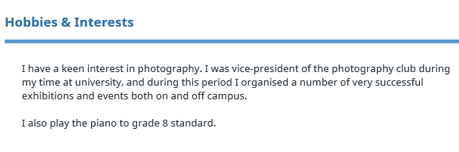 Hobbies & Interests
I have a keen interest in photography. I was vice-president of the photography club during
my time at university, and during this period I organised a number of very successful
exhibitions and events both on and off campus.
I also play the piano to grade 8 standard.